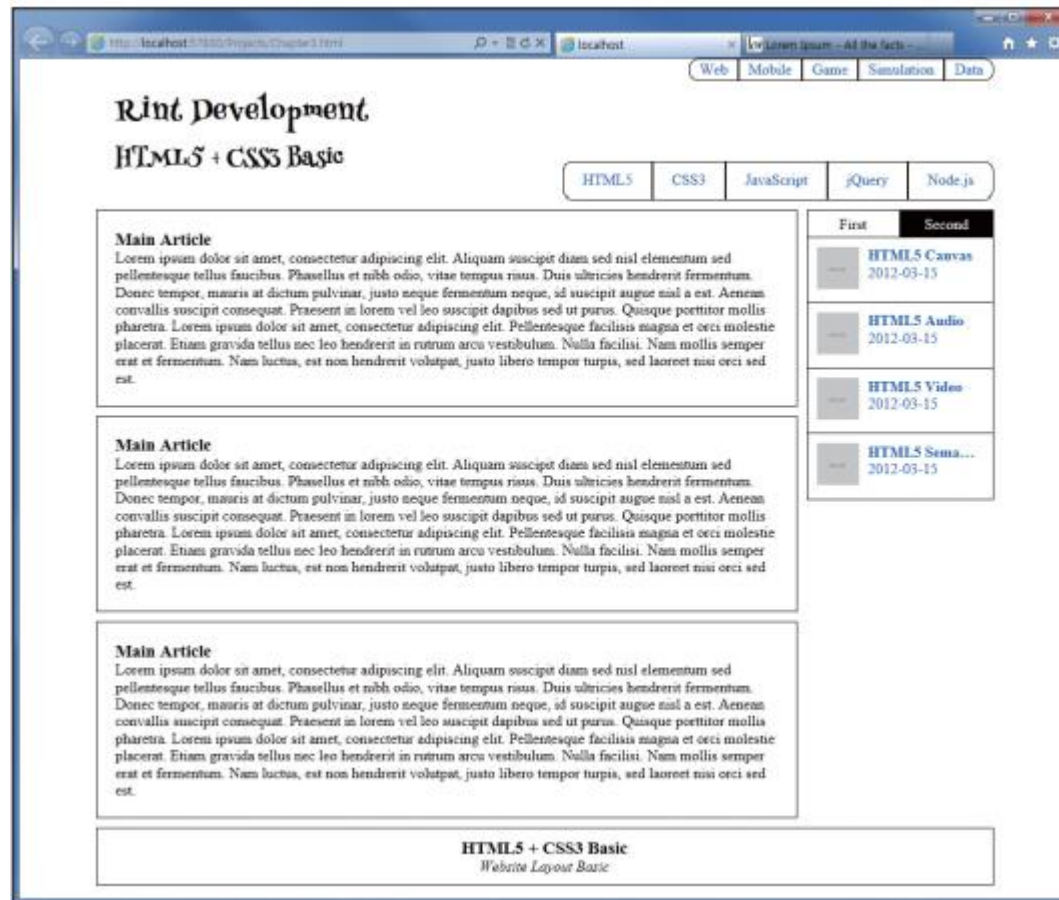 localhost
Lorem Ipsum - All the facts -
Web Mobile Game Sanulation Data
Rint Development
HTML5 + CSS3 Basic
HTML5 CSS3 JavaScript jQuery Node.js
Main Article
Lorem ipsum dolor sit amet, consectetur adipiscing elit. Aliquam suscipit diam sed nisl elementum sed
pellentesque tellus faucibus. Phasellus et nibh odio, vitae tempus risus. Duis ultricies hendrerit fermentum.
Donec tempor, mauris at dictum pulvinar, justo neque fermentum neque, id suscipit augue nisl a est. Aenean
convallis suscipit consequat. Praesent in lorem vel leo suscipit dapibus sed ut purus. Quisque porttitor mollis
pharetra. Lorem ipsum dolor sit amet, consectetur adipiscing elit. Pellentesque facilisis magna et orci molestie
placerat. Etiam gravida tellus nec leo hendrerit in rutrum arcu vestibulum. Nulla facilisi. Nam mollis semper
erat et fermentum. Nam luctus, est non hendrerit volutpat, justo libero tempor turpis, sed laoreet nisi orci sed
est.
Main Article
Lorem ipsum dolor sit amet, consectetur adipiscing elit. Aliquam suscipit diam sed nisl elementum sed
pellentesque tellus faucibus. Phasellus et nibh odio, vitae tempus risus. Duis ultricies hendrerit fermentum.
Donec tempor, mauris at dictum pulvinar, justo neque fermentum neque, id suscipit augue nisl a est. Aenean
convallis suscipit consequat. Praesent in lorem vel leo suscipit dapibus sed ut purus. Quisque porttitor mollis
pharetra. Lorem ipsum dolor sit amet, consectetur adipiscing elit. Pellentesque facilisis magna et orci molestie
placerat. Etiam gravida tellus nec leo hendrerit in rutrum arcu vestibulum. Nulla facilisi. Nam mollis semper
erat et fermentum. Nam luctus, est non hendrerit volutpat, justo libero tempor turpis, sed laoreet nisi orci sed
est.
Main Article
Lorem ipsum dolor sit amet, consectetur adipiscing elit. Aliquam suscipit diam sed nisl elementum sed
pellentesque tellus faucibus. Phasellus et nibh odio, vitae tempus risus. Duis ultricies hendrerit fermentum.
Donec tempor, mauris at dictum pulvinar, justo neque fermentum neque, id suscipit augue nisl a est. Aenean
convallis suscipit consequat. Praesent in lorem vel leo suscipit dapibus sed ut purus. Quisque porttitor mollis
pharetra. Lorem ipsum dolor sit amet, consectetur adipiscing elit. Pellentesque facilisis magna et orci molestie
placerat. Etiam gravida tellus nec leo hendrerit in rutrum arcu vestibulum. Nulla facilisi. Nam mollis semper
erat et fermentum. Nam luctus, est non hendrerit volutpat, justo libero tempor turpis, sed laoreet nisi orci sed
est.
First Second
HTML5 Canvas
2012-03-15
HTML5 Audio
2012-03-15
HTML5 Video
2012-03-15
HTML5 Sema...
2012-03-15
HTML5 + CSS3 Basic
Website Layout Basic